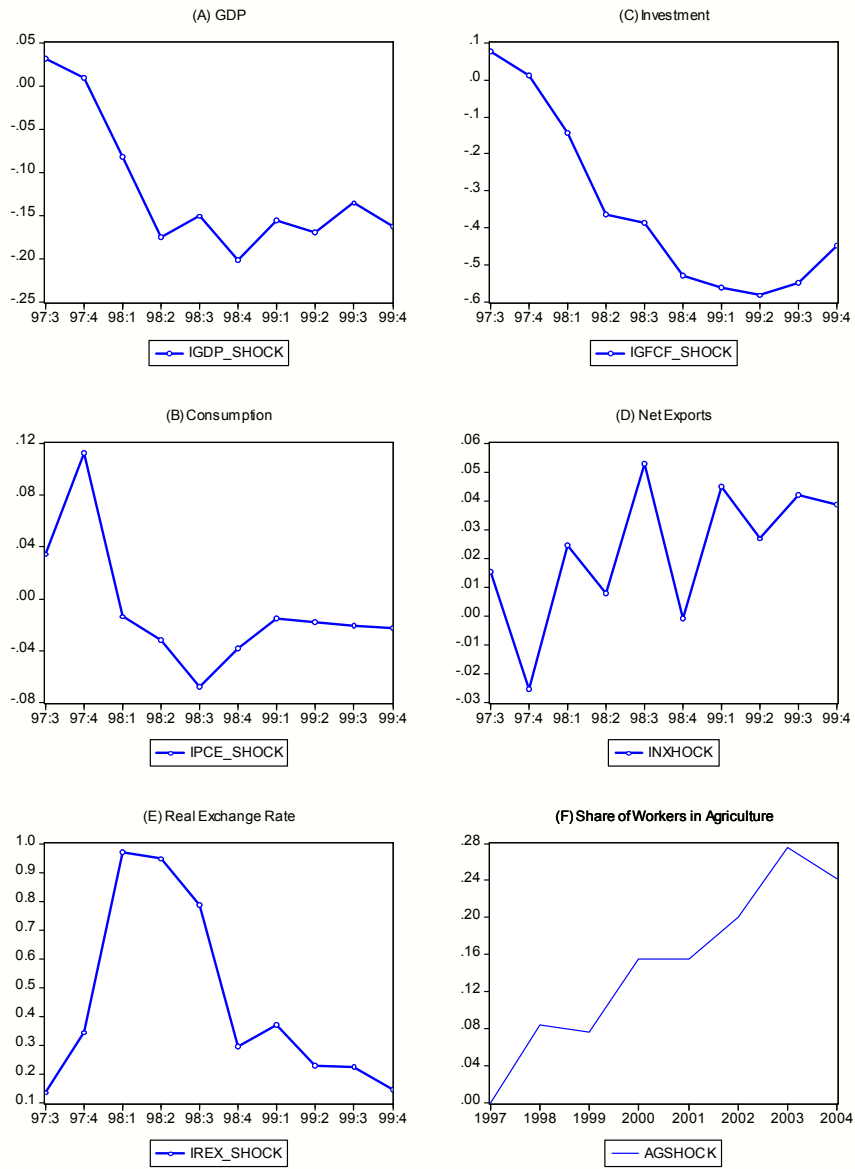 (A) GDP
.05
.00
-.05
-.10
-.15
-.20
-.25
97:3 97:4 98:1 98:2 98:3 98:4 99:1 99:2 99:3 99:4
IGDP_SHOCK
(C) Investment
.1
.0
-.1
-.2
-.3
-.4
-.5
-.6
97:3 97:4 98:1 98:2 98:3 98:4 99:1 99:2 99:3 99:4
IGFCF_SHOCK
(B) Consumption
.12
.08
.04
.00
-.04
-.08
97:3 97:4 98:1 98:2 98:3 98:4 99:1 99:2 99:3 99:4
IPCE_SHOCK
(D) Net Exports
.06
.05
.04
.03
.02
.01
.00
-.01
-.02
-.03
97:3 97:4 98:1 98:2 98:3 98:4 99:1 99:2 99:3 99:4
INXHOCK
(E) Real Exchange Rate
1.0
0.9
0.8
0.7
0.6
0.5
0.4
0.3
0.2
0.1
97:3 97:4 98:1 98:2 98:3 98:4 99:1 99:2 99:3 99:4
IREX_SHOCK
(F) Share of Workers in Agriculture
.28
.24
.20
.16
.12
.08
.04
.00
1997 1998 1999 2000 2001 2002 2003 2004
AGSHOCK